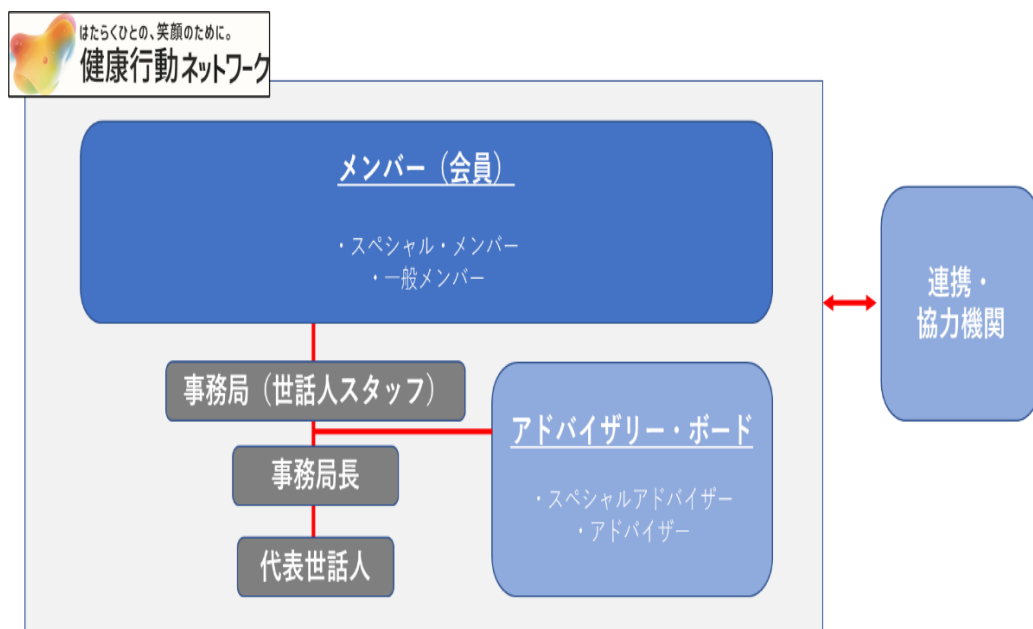 はたらくひとの、笑顔のために。
健康行動ネットワーク
メンバー（会員）
・スペシャル・メンバー
・一般メンバー
事務局（世話人スタッフ）
事務局長
代表世話人
アドバイザリー・ボード
・スペシャルアドバイザー
・アドバイザー
連携・
協力機関